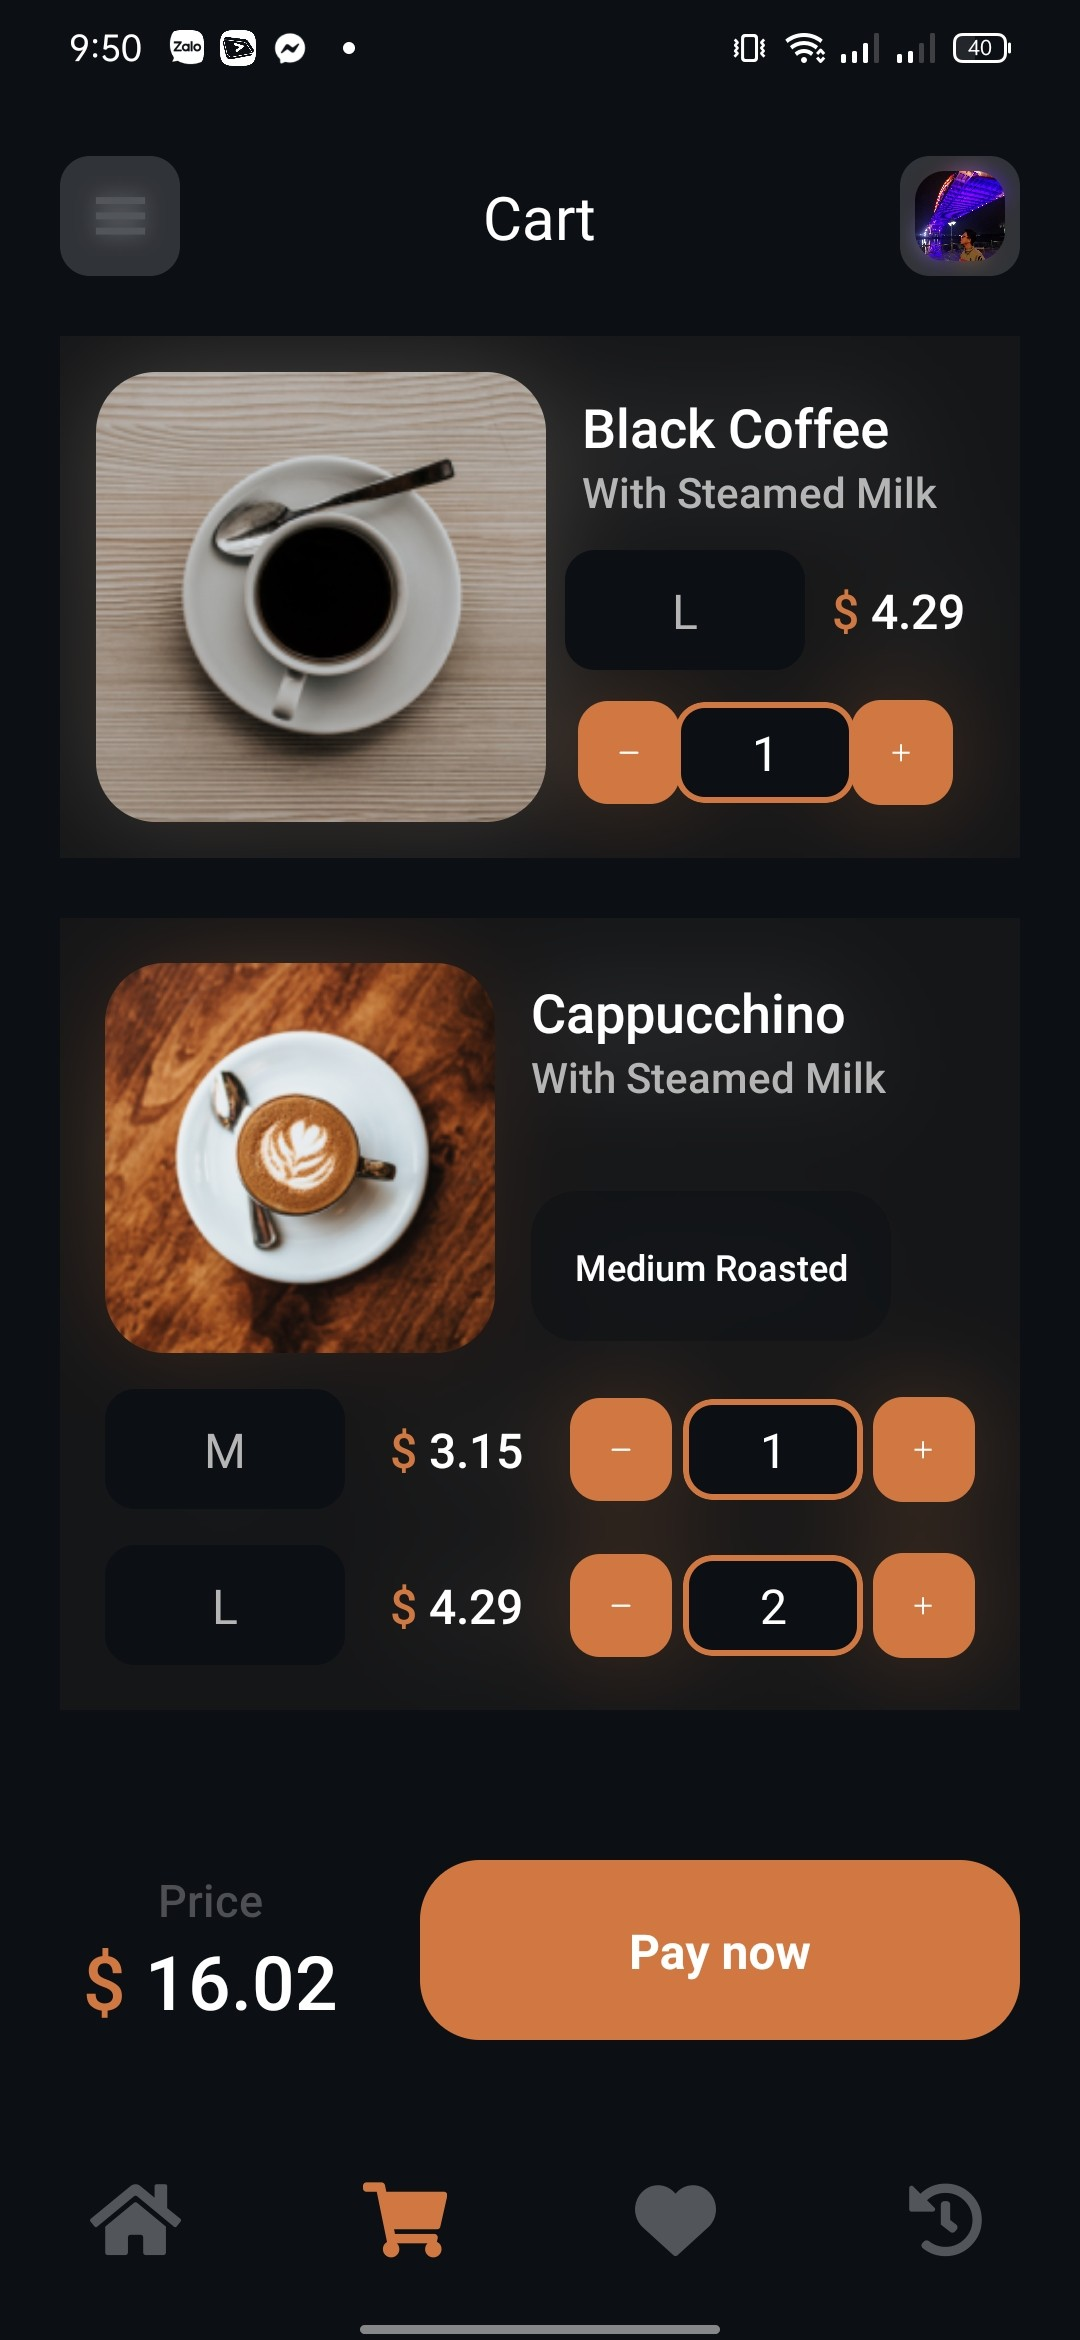 9:50 Zalo 40
Cart
Black Coffee
With Steamed Milk
L $ 4.29
− 1 +
Cappucchino
With Steamed Milk
Medium Roasted
M $ 3.15 − 1 +
L $ 4.29 − 2 +
Price
$ 16.02
Pay now